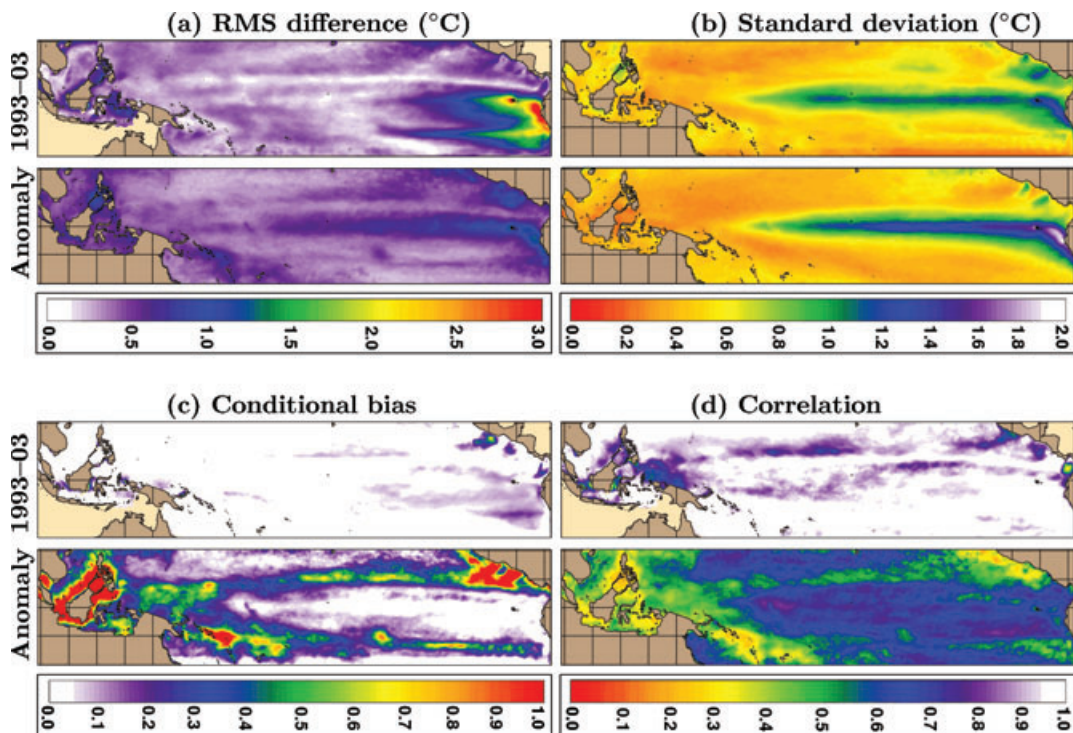 (a) RMS difference (°C)
(b) Standard deviation (°C)
1993–03
Anomaly
0.0 0.5 1.0 1.5 2.0 2.5 3.0
0.0 0.2 0.4 0.6 0.8 1.0 1.2 1.4 1.6 1.8 2.0
(c) Conditional bias
(d) Correlation
1993–03
Anomaly
0.0 0.1 0.2 0.3 0.4 0.5 0.6 0.7 0.8 0.9 1.0
0.0 0.1 0.2 0.3 0.4 0.5 0.6 0.7 0.8 0.9 1.0